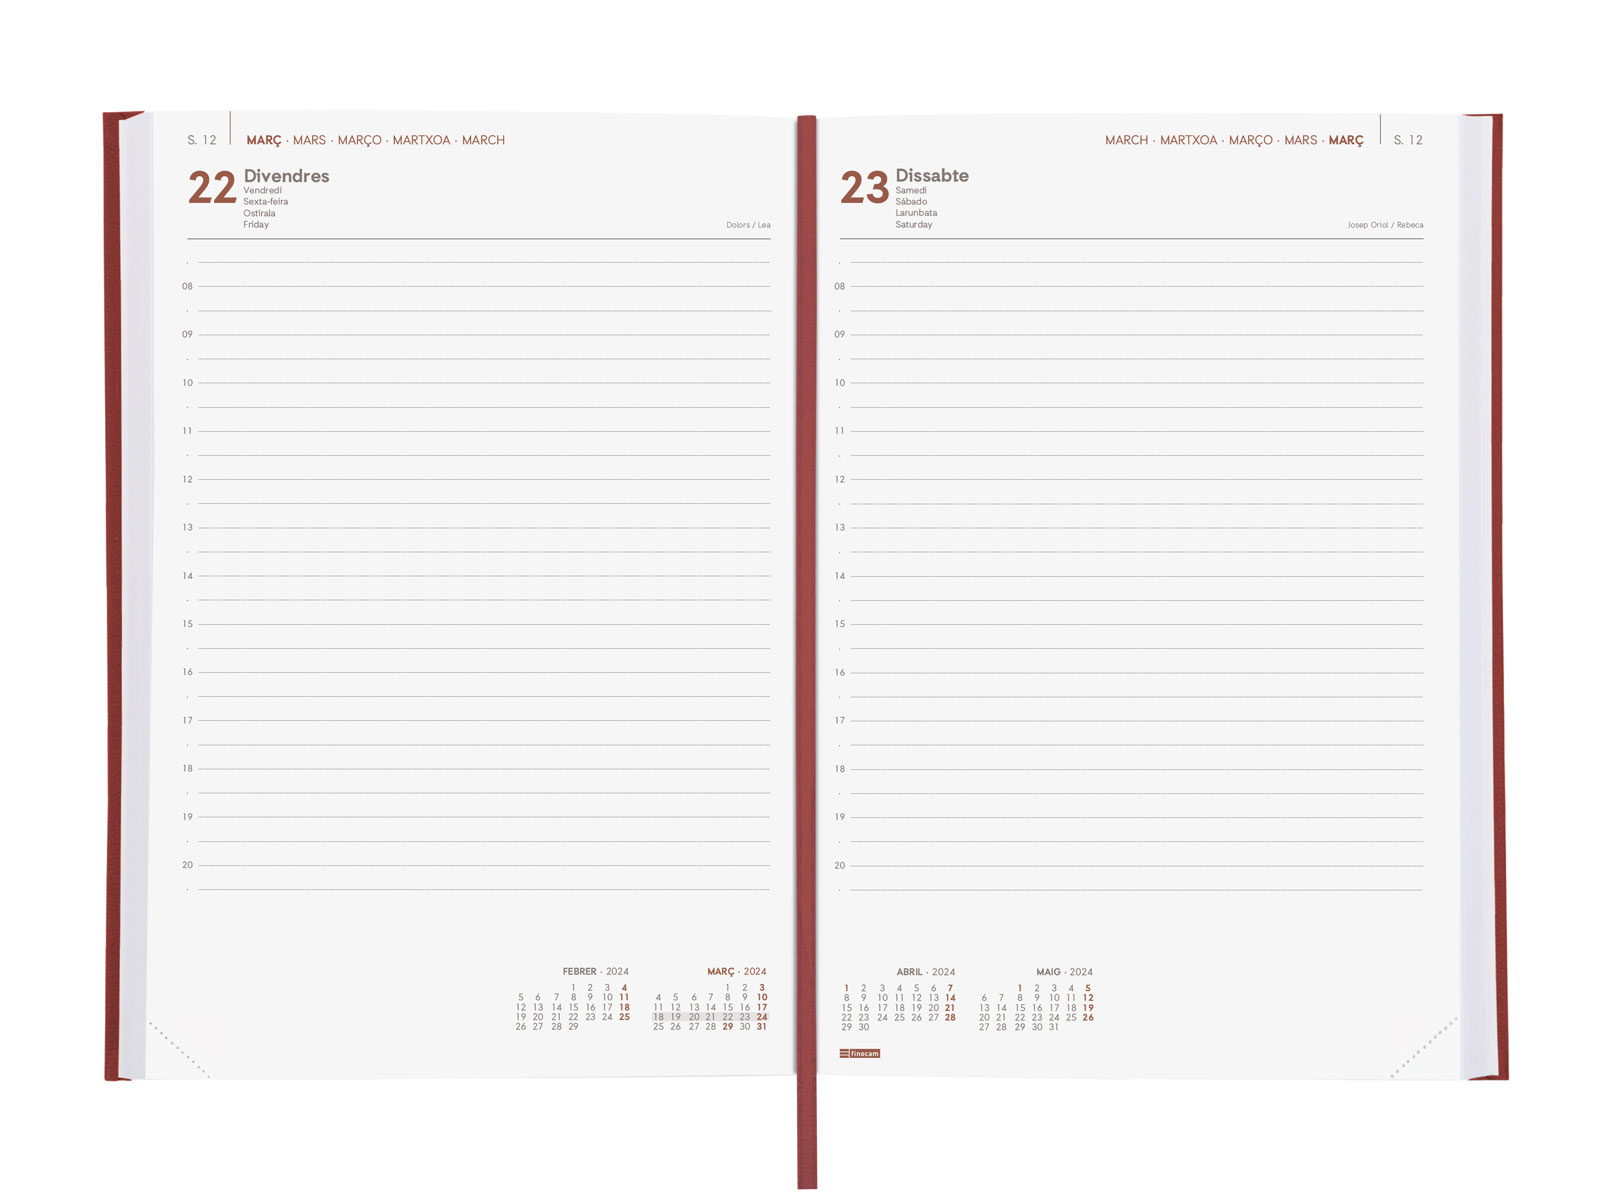 S. 12 MARÇ · MARS · MARÇO · MARTXOA · MARCH
22 Divendres
Vendredi
Sexta-feira
Ostirala
Friday
Dolors / Lea
08
09
10
11
12
13
14
15
16
17
18
19
20
FEBRER · 2024
1 2 3 4
5 6 7 8 9 10 11
12 13 14 15 16 17 18
19 20 21 22 23 24 25
26 27 28 29
MARÇ · 2024
1 2 3
4 5 6 7 8 9 10
11 12 13 14 15 16 17
18 19 20 21 22 23 24
25 26 27 28 29 30 31
MARCH · MARTXOA · MARÇO · MARS · MARÇ S. 12
23 Dissabte
Samedi
Sábado
Larunbata
Saturday
Josep Oriol / Rebeca
08
09
10
11
12
13
14
15
16
17
18
19
20
ABRIL · 2024
1 2 3 4 5 6 7
8 9 10 11 12 13 14
15 16 17 18 19 20 21
22 23 24 25 26 27 28
29 30
MAIG · 2024
1 2 3 4 5
6 7 8 9 10 11 12
13 14 15 16 17 18 19
20 21 22 23 24 25 26
27 28 29 30 31
finocam